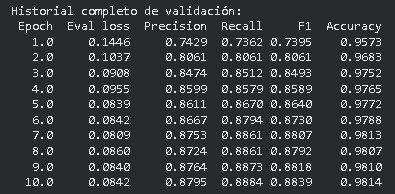 Historial completo de validación:
Epoch Eval loss Precision Recall F1 Accuracy
1.0 0.1446 0.7429 0.7362 0.7395 0.9573
2.0 0.1037 0.8061 0.8061 0.8061 0.9683
3.0 0.0908 0.8474 0.8512 0.8493 0.9752
4.0 0.0955 0.8599 0.8579 0.8589 0.9765
5.0 0.0839 0.8611 0.8670 0.8640 0.9772
6.0 0.0842 0.8667 0.8794 0.8730 0.9788
7.0 0.0809 0.8753 0.8861 0.8807 0.9813
8.0 0.0860 0.8724 0.8861 0.8792 0.9807
9.0 0.0840 0.8764 0.8873 0.8818 0.9810
10.0 0.0842 0.8795 0.8884 0.8839 0.9814